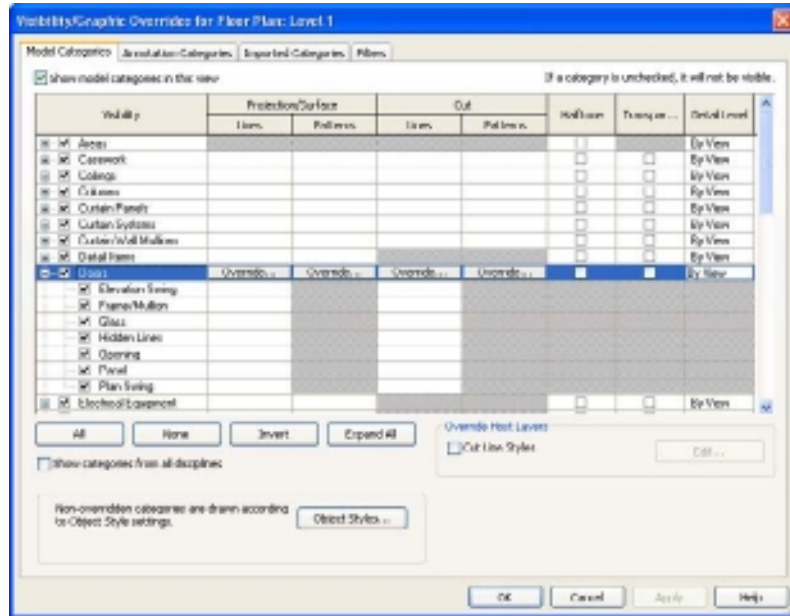 Visibility/Graphic Overrides for Floor Plan: Level 1
Model Categories Annotation Categories Imported Categories Filters
Show model categories in this view If a category is unchecked, it will not be visible.
Visibility Projection/Surface Cut Halftone Transpar... Detail Level
Lines Patterns Lines Patterns
Areas By View
Casework By View
Ceilings By View
Columns By View
Curtain Panels By View
Curtain Systems By View
Curtain Wall Mullions By View
Detail Items By View
Doors Override... Override... Override... Override... By View
Elevation Swing
Frame/Mullion
Glass
Hidden Lines
Opening
Panel
Plan Swing
Electrical Equipment By View
All None Invert Expand All
Override Host Layers
Cut Line Styles Edit...
Show categories from all disciplines
Non-overridden categories are drawn according
to Object Style settings. Object Styles...
OK Cancel Apply Help